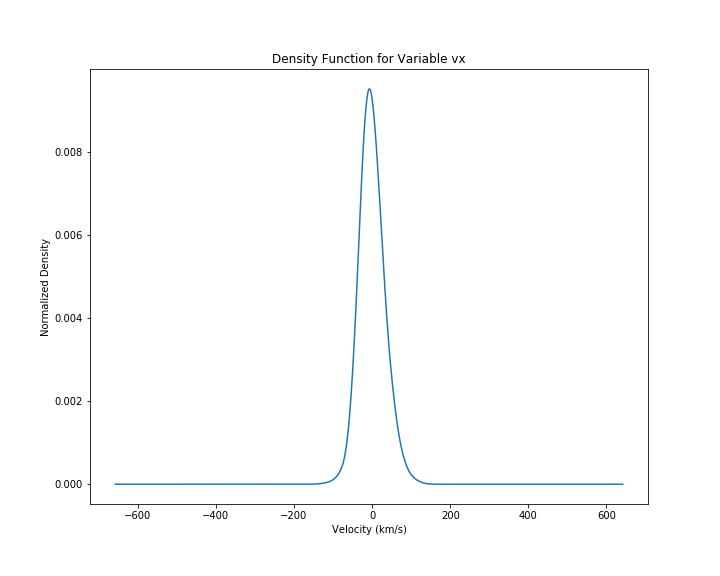 Density Function for Variable vx
Normalized Density
0.008
0.006
0.004
0.002
0.000
−600 −400 −200 0 200 400 600
Velocity (km/s)